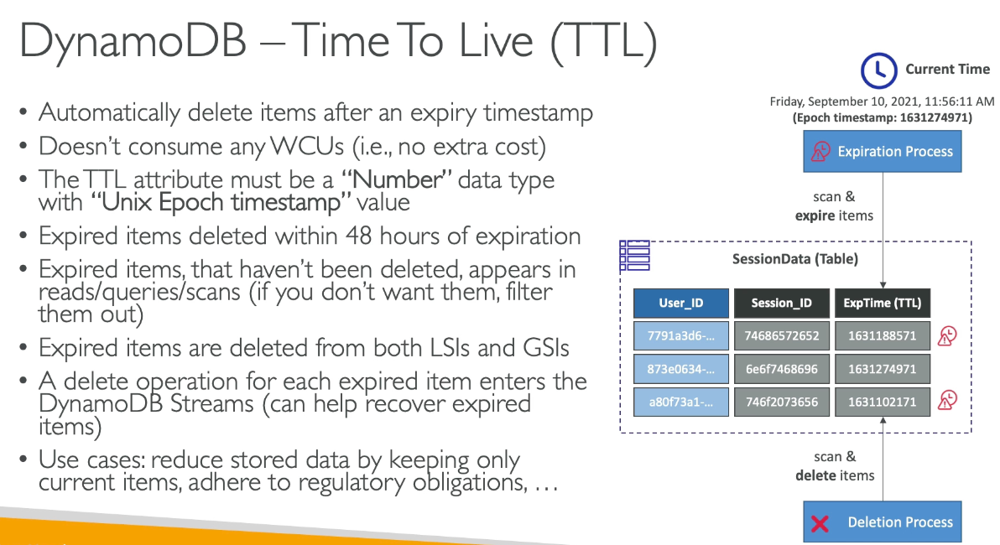 DynamoDB – Time To Live (TTL)
• Automatically delete items after an expiry timestamp
• Doesn't consume any WCUs (i.e., no extra cost)
• The TTL attribute must be a “Number” data type
with “Unix Epoch timestamp” value
• Expired items deleted within 48 hours of expiration
• Expired items, that haven't been deleted, appears in
reads/queries/scans (if you don't want them, filter
them out)
• Expired items are deleted from both LSIs and GSIs
• A delete operation for each expired item enters the
DynamoDB Streams (can help recover expired
items)
• Use cases: reduce stored data by keeping only
current items, adhere to regulatory obligations, …
Current Time
Friday, September 10, 2021, 11:56:11 AM
(Epoch timestamp: 1631274971)
Expiration Process
scan &
expire items
SessionData (Table)
User_ID Session_ID ExpTime (TTL)
7791a3d6-... 74686572652 1631188571
873e0634-... 6e6f7468696 1631274971
a80f73a1-... 746f2073656 1631102171
scan &
delete items
Deletion Process